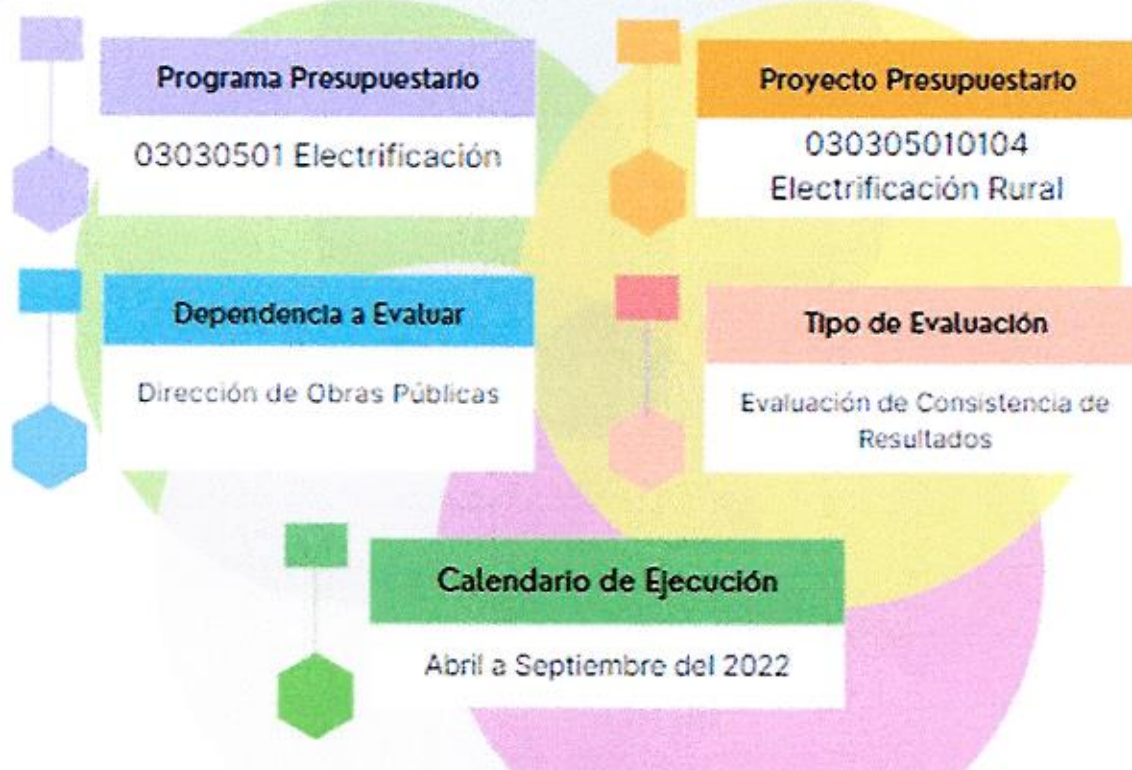 Programa Presupuestario
03030501 Electrificación
Proyecto Presupuestario
030305010104
Electrificación Rural
Dependencia a Evaluar
Dirección de Obras Públicas
Tipo de Evaluación
Evaluación de Consistencia de
Resultados
Calendario de Ejecución
Abril a Septiembre del 2022